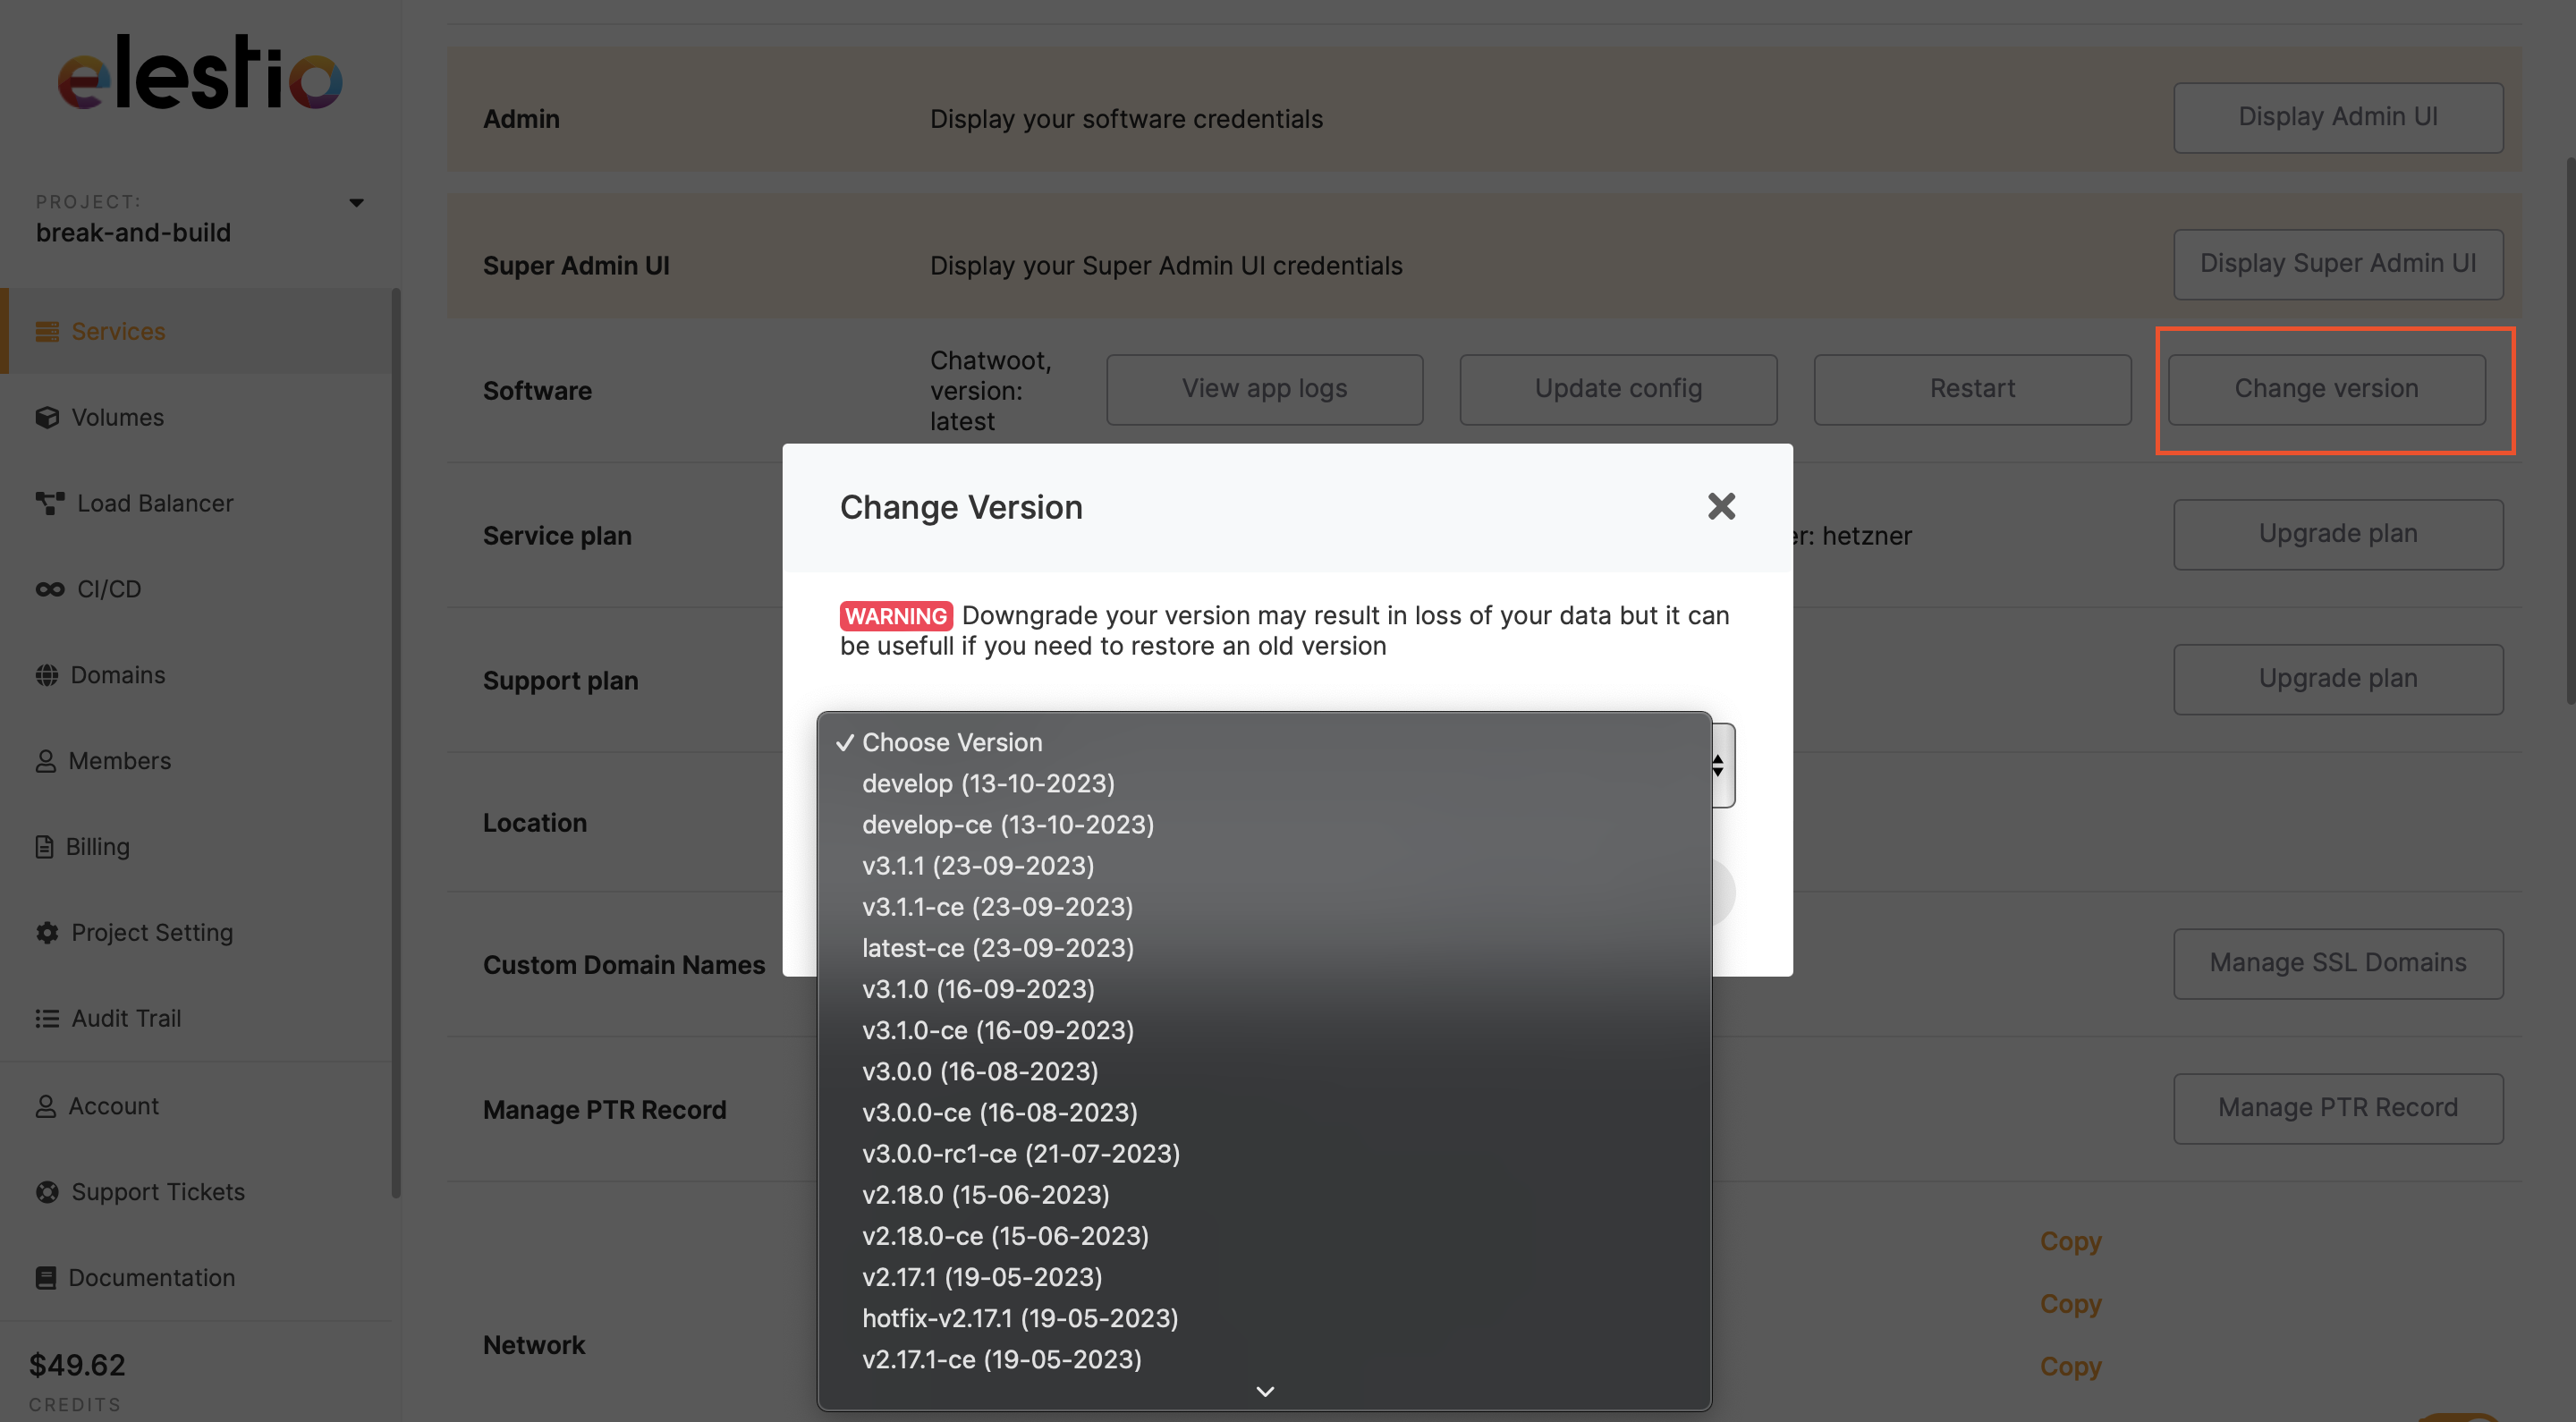 elestio
PROJECT:
break-and-build
Services
Volumes
Load Balancer
CI/CD
Domains
Members
Billing
Project Setting
Audit Trail
Account
Support Tickets
Documentation
$49.62
CREDITS
Admin
Display your software credentials
Display Admin UI
Super Admin UI
Display your Super Admin UI credentials
Display Super Admin UI
Software
Chatwoot,
version:
latest
View app logs
Update config
Restart
Change version
Service plan
er: hetzner
Upgrade plan
Support plan
Upgrade plan
Location
Custom Domain Names
Manage SSL Domains
Manage PTR Record
Manage PTR Record
Network
Copy
Copy
Copy
Change Version
WARNING Downgrade your version may result in loss of your data but it can
be usefull if you need to restore an old version
Choose Version
develop (13-10-2023)
develop-ce (13-10-2023)
v3.1.1 (23-09-2023)
v3.1.1-ce (23-09-2023)
latest-ce (23-09-2023)
v3.1.0 (16-09-2023)
v3.1.0-ce (16-09-2023)
v3.0.0 (16-08-2023)
v3.0.0-ce (16-08-2023)
v3.0.0-rc1-ce (21-07-2023)
v2.18.0 (15-06-2023)
v2.18.0-ce (15-06-2023)
v2.17.1 (19-05-2023)
hotfix-v2.17.1 (19-05-2023)
v2.17.1-ce (19-05-2023)